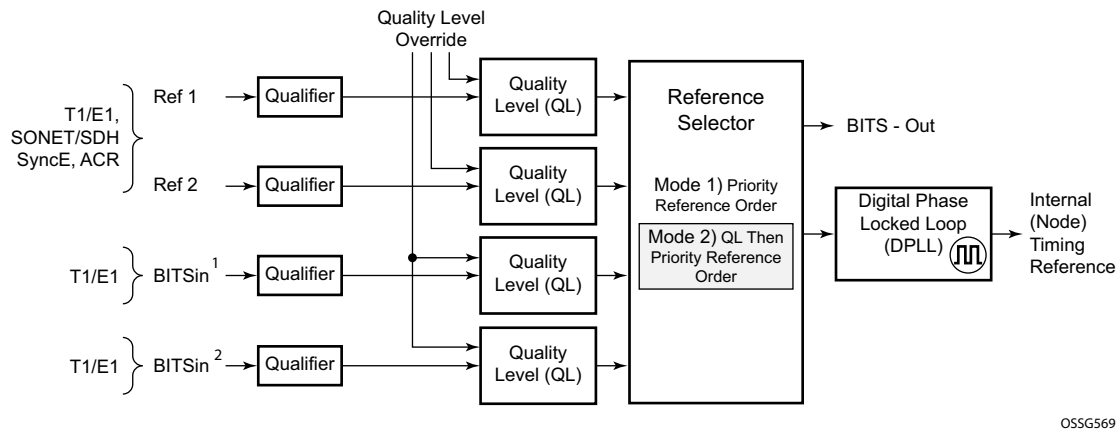 Quality Level
Override
T1/E1,
SONET/SDH
SyncE, ACR
Ref 1
Qualifier
Quality
Level (QL)
Ref 2
Qualifier
Quality
Level (QL)
T1/E1
BITSin 1
Qualifier
Quality
Level (QL)
T1/E1
BITSin 2
Qualifier
Quality
Level (QL)
Reference
Selector
Mode 1) Priority
Reference Order
Mode 2) QL Then
Priority Reference
Order
BITS - Out
Digital Phase
Locked Loop
(DPLL)
Internal
(Node)
Timing
Reference
OSSG569